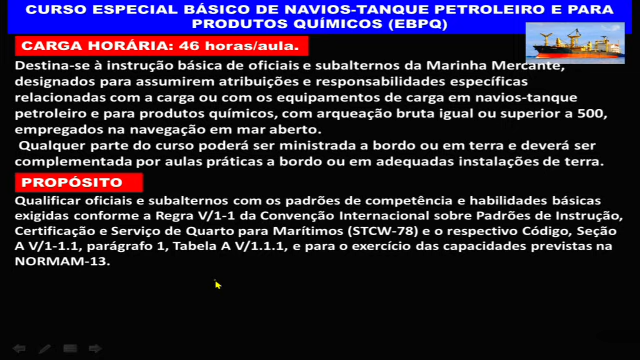 CURSO ESPECIAL BÁSICO DE NAVIOS-TANQUE PETROLEIRO E PARA
PRODUTOS QUÍMICOS (EBPQ)
CARGA HORÁRIA: 46 horas/aula.
Destina-se à instrução básica de oficiais e subalternos da Marinha Mercante,
designados para assumirem atribuições e responsabilidades específicas
relacionadas com a carga ou com os equipamentos de carga em navios-tanque
petroleiro e para produtos químicos, com arqueação bruta igual ou superior a 500,
empregados na navegação em mar aberto.
Qualquer parte do curso poderá ser ministrada a bordo ou em terra e deverá ser
complementada por aulas práticas a bordo ou em adequadas instalações de terra.
PROPÓSITO
Qualificar oficiais e subalternos com os padrões de competência e habilidades básicas
exigidas conforme a Regra V/1-1 da Convenção Internacional sobre Padrões de Instrução,
Certificação e Serviço de Quarto para Marítimos (STCW-78) e o respectivo Código, Seção
A V/1-1.1, parágrafo 1, Tabela A V/1.1.1, e para o exercício das capacidades previstas na
NORMAM-13.